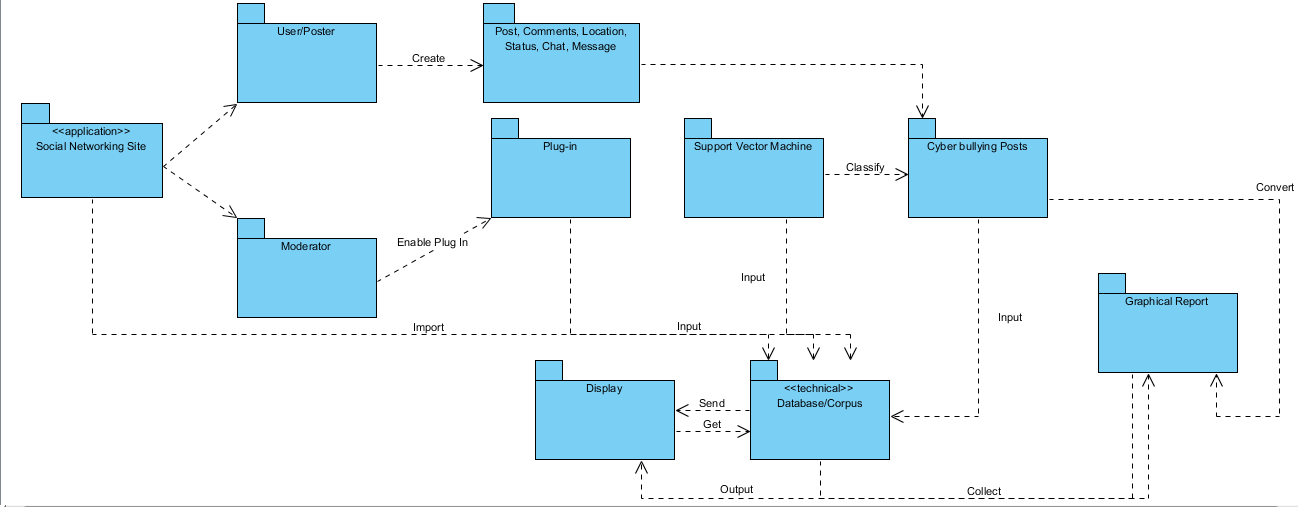 User/Poster
Post, Comments, Location,
Status, Chat, Message
Create
<<application>>
Social Networking Site
Plug-in
Support Vector Machine
Cyber bullying Posts
Classify
Convert
Moderator
Enable Plug In
Input
Graphical Report
Input
Import
Input
Display
<<technical>>
Database/Corpus
Send
Get
Output
Collect